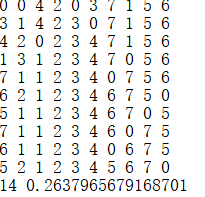 0 0 4 2 0 3 7 1 5 6
3 1 4 2 3 0 7 1 5 6
4 2 0 2 3 4 7 1 5 6
1 3 1 2 3 4 7 0 5 6
7 1 1 2 3 4 0 7 5 6
6 2 1 2 3 4 6 7 5 0
5 1 1 2 3 4 6 7 0 5
7 1 1 2 3 4 6 0 7 5
6 1 1 2 3 4 0 6 7 5
5 2 1 2 3 4 5 6 7 0
14 0.2637965679168701